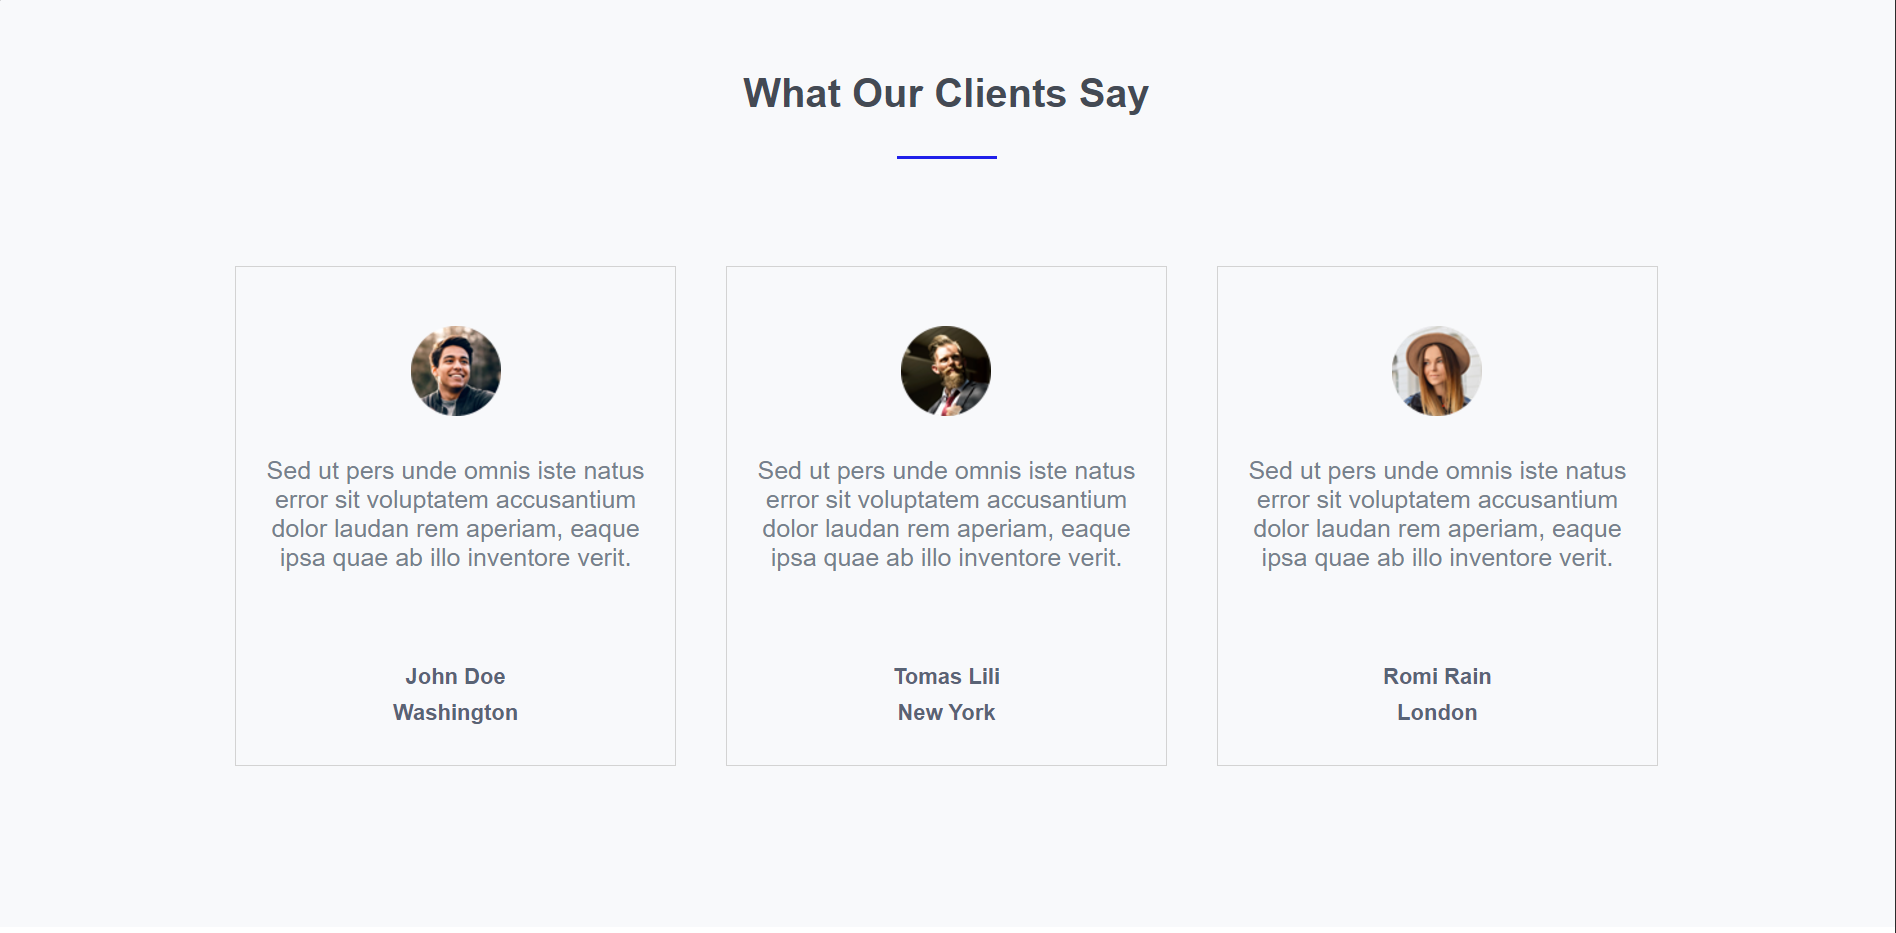 What Our Clients Say
Sed ut pers unde omnis iste natus
error sit voluptatem accusantium
dolor laudan rem aperiam, eaque
ipsa quae ab illo inventore verit.
John Doe
Washington
Sed ut pers unde omnis iste natus
error sit voluptatem accusantium
dolor laudan rem aperiam, eaque
ipsa quae ab illo inventore verit.
Tomas Lili
New York
Sed ut pers unde omnis iste natus
error sit voluptatem accusantium
dolor laudan rem aperiam, eaque
ipsa quae ab illo inventore verit.
Romi Rain
London